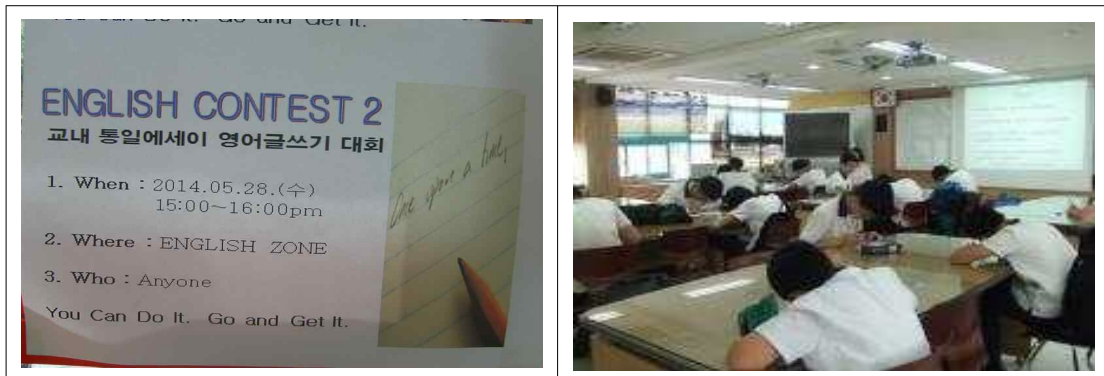 You Can Do It. Go and Get It.
ENGLISH CONTEST 2
교내 통일에세이 영어글쓰기 대회
1. When : 2014.05.28.(수)
15:00~16:00pm
2. Where : ENGLISH ZONE
3. Who : Anyone
You Can Do It. Go and Get It.
upon a time,